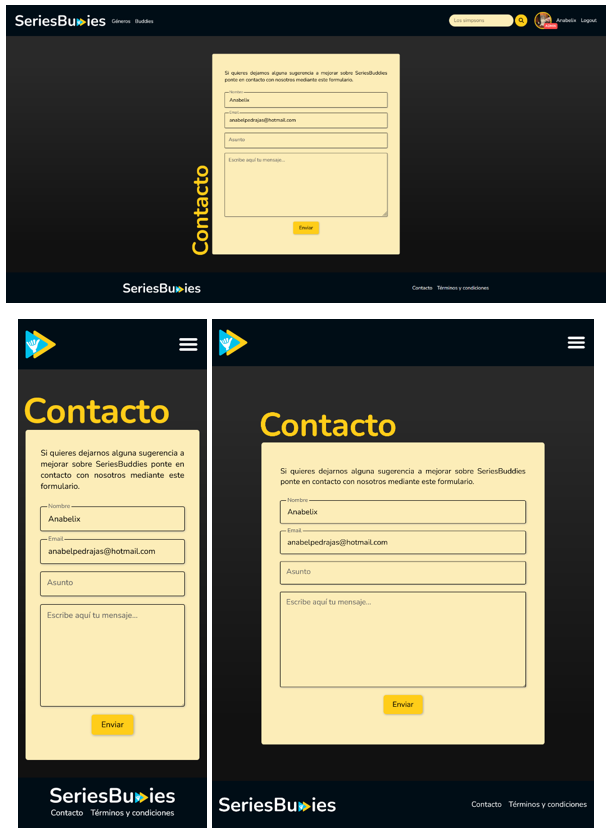 SeriesBuddies Géneros Buddies Los simpsons Anabelix Logout
Contacto
Si quieres dejarnos alguna sugerencia a mejorar sobre SeriesBuddies
ponte en contacto con nosotros mediante este formulario.
Nombre
Anabelix
Email
anabelpedrajas@hotmail.com
Asunto
Escribe aquí tu mensaje...
Enviar
SeriesBuddies Contacto Términos y condiciones
Contacto
Si quieres dejarnos alguna sugerencia a
mejorar sobre SeriesBuddies ponte en
contacto con nosotros mediante este
formulario.
Nombre
Anabelix
Email
anabelpedrajas@hotmail.com
Asunto
Escribe aquí tu mensaje...
Enviar
SeriesBuddies
Contacto Términos y condiciones
Contacto
Si quieres dejarnos alguna sugerencia a mejorar sobre SeriesBuddies
ponte en contacto con nosotros mediante este formulario.
Nombre
Anabelix
Email
anabelpedrajas@hotmail.com
Asunto
Escribe aquí tu mensaje...
Enviar
SeriesBuddies Contacto Términos y condiciones